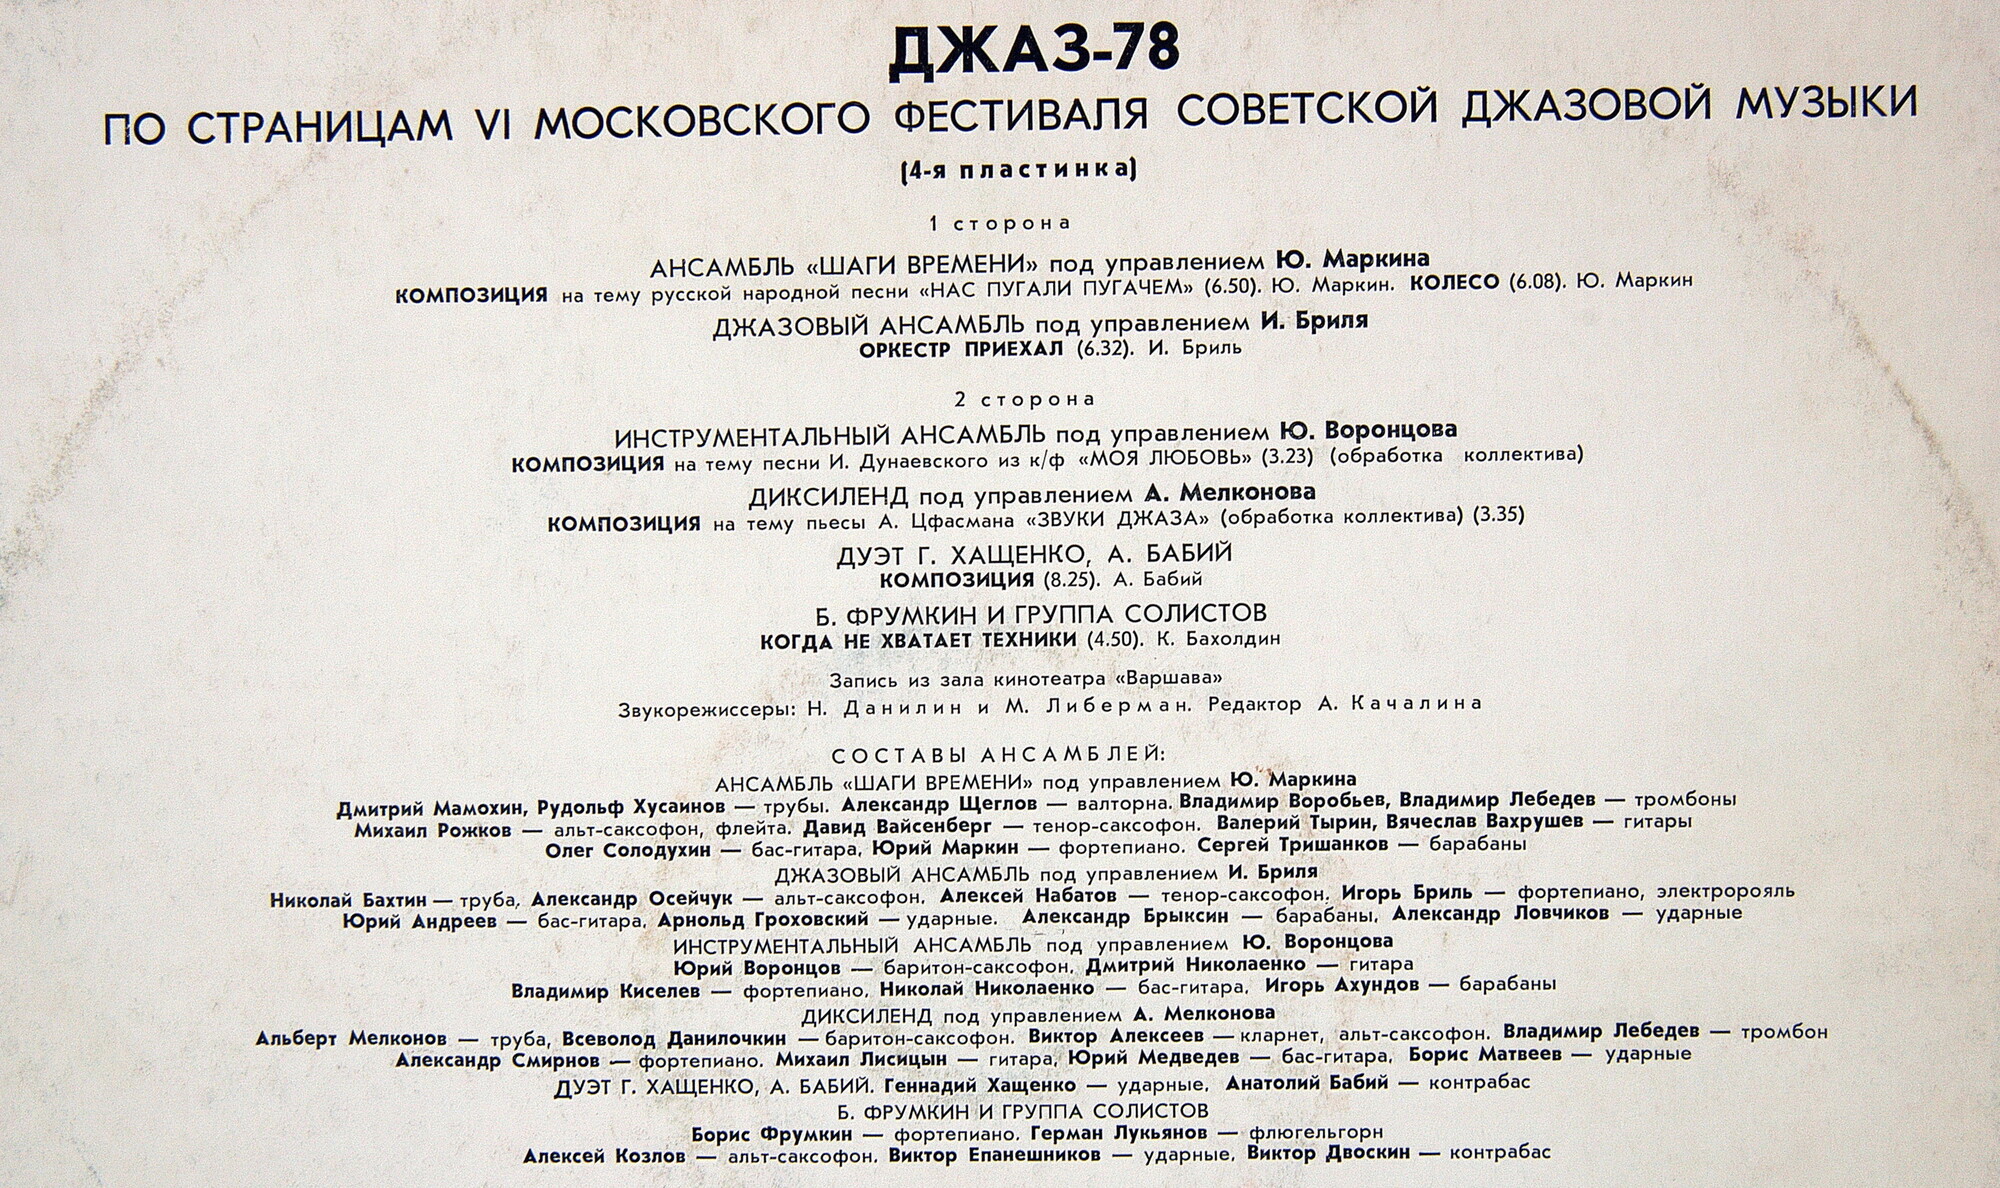 ДЖАЗ-78
ПО СТРАНИЦАМ VI МОСКОВСКОГО ФЕСТИВАЛЯ СОВЕТСКОЙ ДЖАЗОВОЙ МУЗЫКИ
(4-я пластинка)
1 сторона
АНСАМБЛЬ «ШАГИ ВРЕМЕНИ» под управлением Ю. Маркина
КОМПОЗИЦИЯ на тему русской народной песни «НАС ПУГАЛИ ПУГАЧЕМ» (6.50). Ю. Маркин. КОЛЕСО (6.08). Ю. Маркин
ДЖАЗОВЫЙ АНСАМБЛЬ под управлением И. Бриля
ОРКЕСТР ПРИЕХАЛ (6.32). И. Бриль
2 сторона
ИНСТРУМЕНТАЛЬНЫЙ АНСАМБЛЬ под управлением Ю. Воронцова
КОМПОЗИЦИЯ на тему песни И. Дунаевского из к/ф «МОЯ ЛЮБОВЬ» (3.23) (обработка коллектива)
ДИКСИЛЕНД под управлением А. Мелконова
КОМПОЗИЦИЯ на тему пьесы А. Цфасмана «ЗВУКИ ДЖАЗА» (обработка коллектива) (3.35)
ДУЭТ Г. ХАЩЕНКО, А. БАБИЙ
КОМПОЗИЦИЯ (8.25). А. Бабий
Б. ФРУМКИН И ГРУППА СОЛИСТОВ
КОГДА НЕ ХВАТАЕТ ТЕХНИКИ (4.50). К. Бахолдин
Запись из зала кинотеатра «Варшава»
Звукорежиссеры: Н. Данилин и М. Либерман. Редактор А. Качалина
СОСТАВЫ АНСАМБЛЕЙ:
АНСАМБЛЬ «ШАГИ ВРЕМЕНИ» под управлением Ю. Маркина
Дмитрий Мамохин, Рудольф Хусаинов — трубы. Александр Щеглов — валторна. Владимир Воробьев, Владимир Лебедев — тромбоны
Михаил Рожков — альт-саксофон, флейта. Давид Вайсенберг — тенор-саксофон. Валерий Тырин, Вячеслав Вахрушев — гитары
Олег Солодухин — бас-гитара, Юрий Маркин — фортепиано. Сергей Тришанков — барабаны
ДЖАЗОВЫЙ АНСАМБЛЬ под управлением И. Бриля
Николай Бахтин — труба, Александр Осейчук — альт-саксофон, Алексей Набатов — тенор-саксофон, Игорь Бриль — фортепиано, электророяль
Юрий Андреев — бас-гитара, Арнольд Гроховский — ударные. Александр Брыксин — барабаны, Александр Ловчиков — ударные
ИНСТРУМЕНТАЛЬНЫЙ АНСАМБЛЬ под управлением Ю. Воронцова
Юрий Воронцов — баритон-саксофон, Дмитрий Николаенко — гитара
Владимир Киселев — фортепиано, Николай Николаенко — бас-гитара, Игорь Ахундов — барабаны
ДИКСИЛЕНД под управлением А. Мелконова
Альберт Мелконов — труба, Всеволод Данилочкин — баритон-саксофон. Виктор Алексеев — кларнет, альт-саксофон. Владимир Лебедев — тромбон
Александр Смирнов — фортепиано. Михаил Лисицын — гитара, Юрий Медведев — бас-гитара, Борис Матвеев — ударные
ДУЭТ Г. ХАЩЕНКО, А. БАБИЙ. Геннадий Хащенко — ударные, Анатолий Бабий — контрабас
Б. ФРУМКИН И ГРУППА СОЛИСТОВ
Борис Фрумкин — фортепиано. Герман Лукьянов — флюгельгорн
Алексей Козлов — альт-саксофон. Виктор Епанешников — ударные, Виктор Двоскин — контрабас